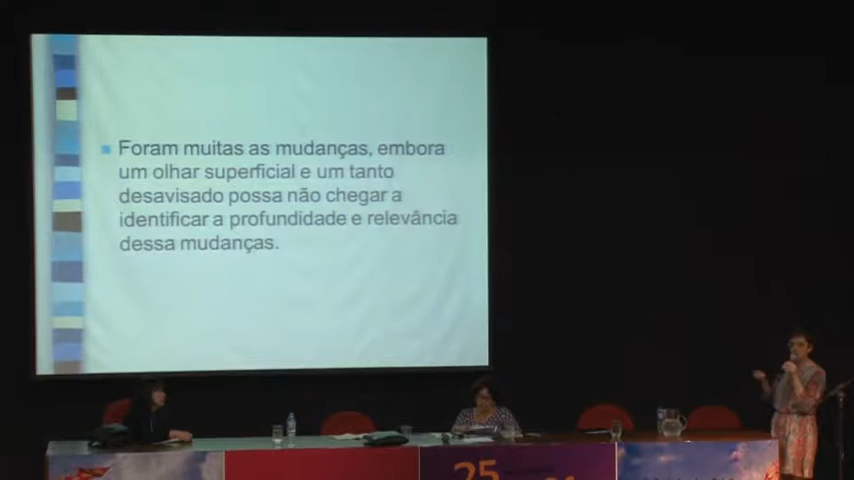 Foram muitas as mudanças, embora
um olhar superficial e um tanto
desavisado possa não chegar a
identificar a profundidade e relevância
dessa mudanças.
25